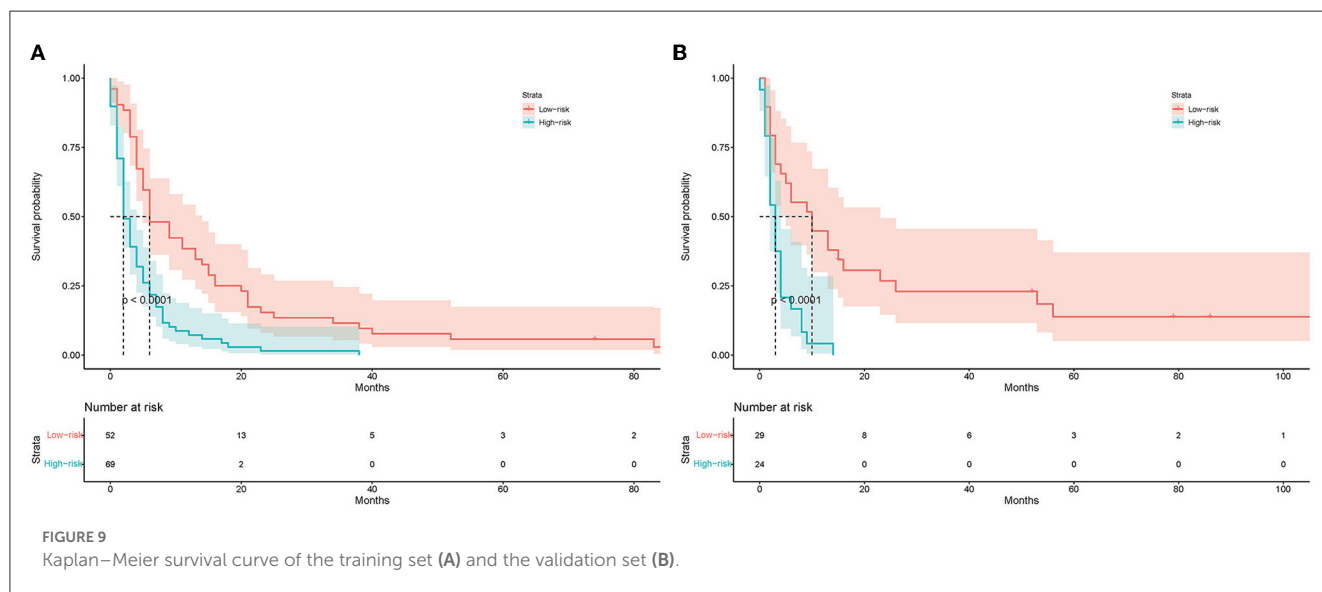 A
1.00
0.75
0.50
0.25
0.00
Survival probability
Strata
Low-risk
High-risk
p < 0.0001
0 20 40 60 80
Months
Number at risk
Strata
Low-risk 52 13 5 3 2
High-risk 69 2 0 0 0
0 20 40 60 80
Months
B
1.00
0.75
0.50
0.25
0.00
Survival probability
Strata
Low-risk
High-risk
p < 0.0001
0 20 40 60 80 100
Months
Number at risk
Strata
Low-risk 29 8 6 3 2 1
High-risk 24 0 0 0 0 0
0 20 40 60 80 100
Months
FIGURE 9
Kaplan–Meier survival curve of the training set (A) and the validation set (B).